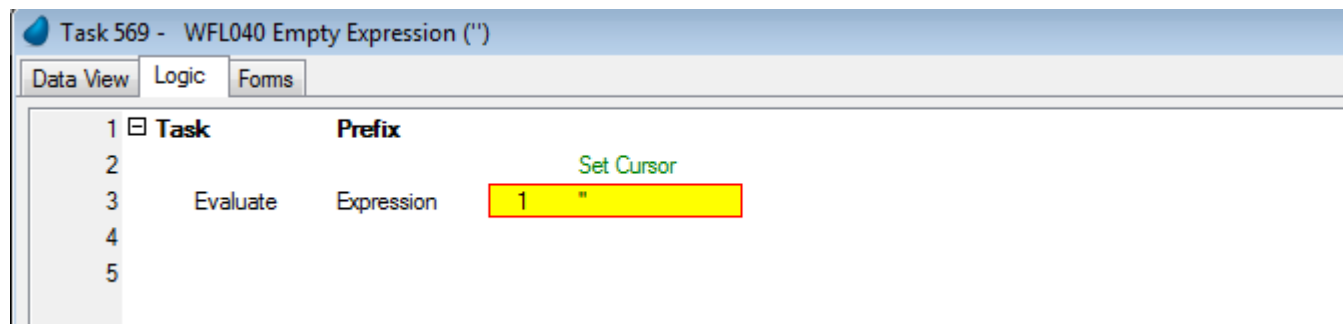 Task 569 - WFL040 Empty Expression ('')
Data View Logic Forms
1 Task Prefix
2 Set Cursor
3 Evaluate Expression 1 ''
4
5